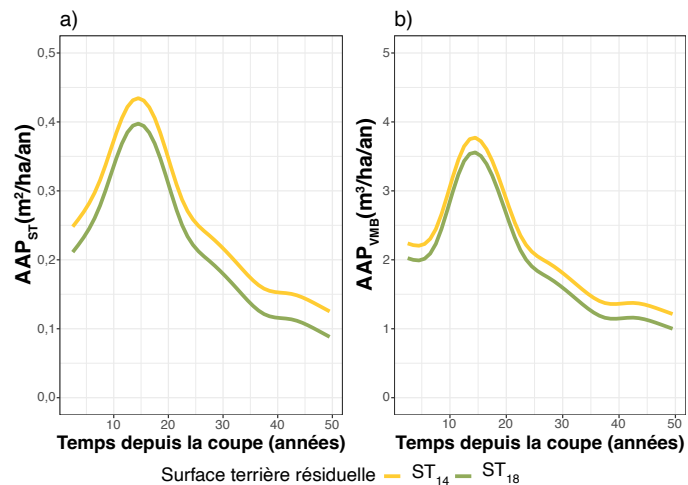 a)
b)
0,5
0,4
0,3
0,2
0,1
0,0
AAP_ST(m²/ha/an)
10 20 30 40 50
Temps depuis la coupe (années)
5
4
3
2
1
0
AAP_VMB(m³/ha/an)
10 20 30 40 50
Temps depuis la coupe (années)
Surface terrière résiduelle ST_14 ST_18